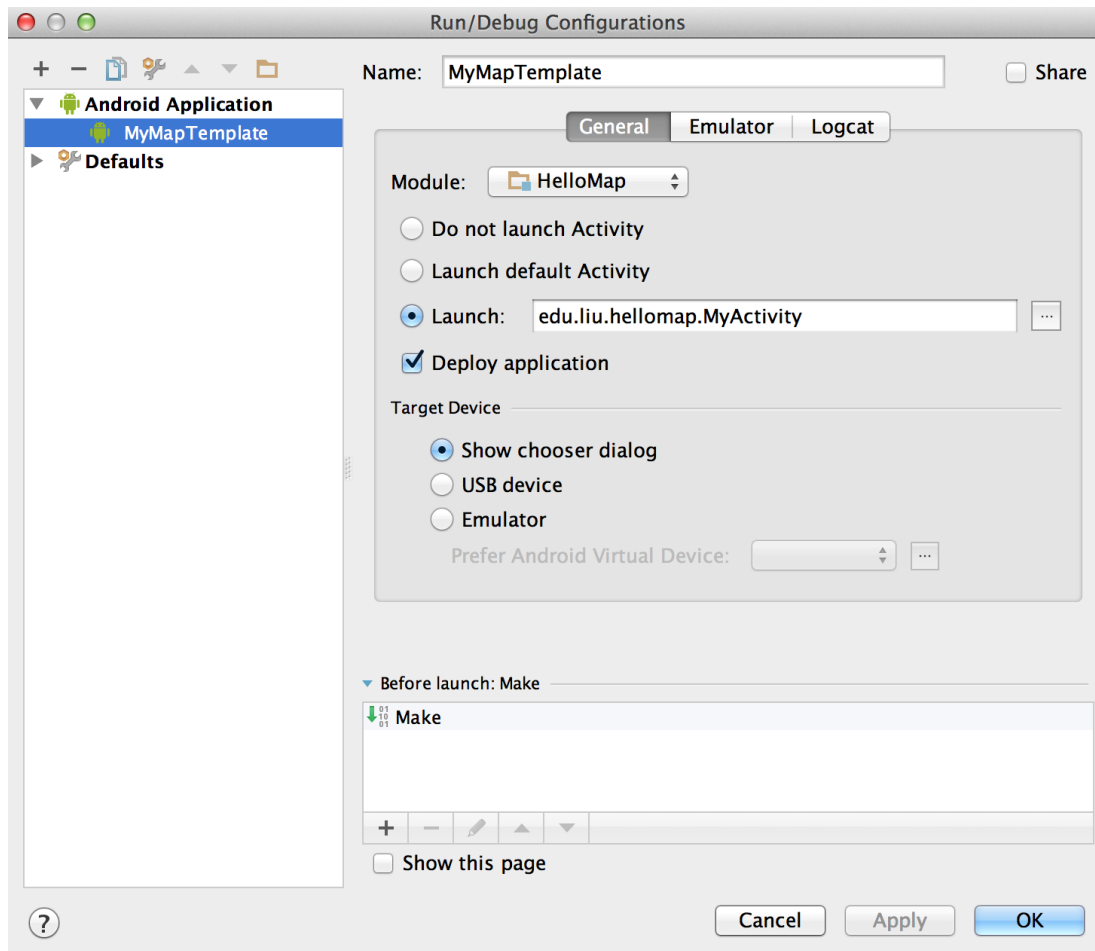 Run/Debug Configurations
Name: MyMapTemplate Share
Android Application
MyMapTemplate
Defaults
General Emulator Logcat
Module: HelloMap
Do not launch Activity
Launch default Activity
Launch: edu.liu.hellomap.MyActivity ...
Deploy application
Target Device
Show chooser dialog
USB device
Emulator
Prefer Android Virtual Device: ...
Before launch: Make
Make
Show this page
? Cancel Apply OK